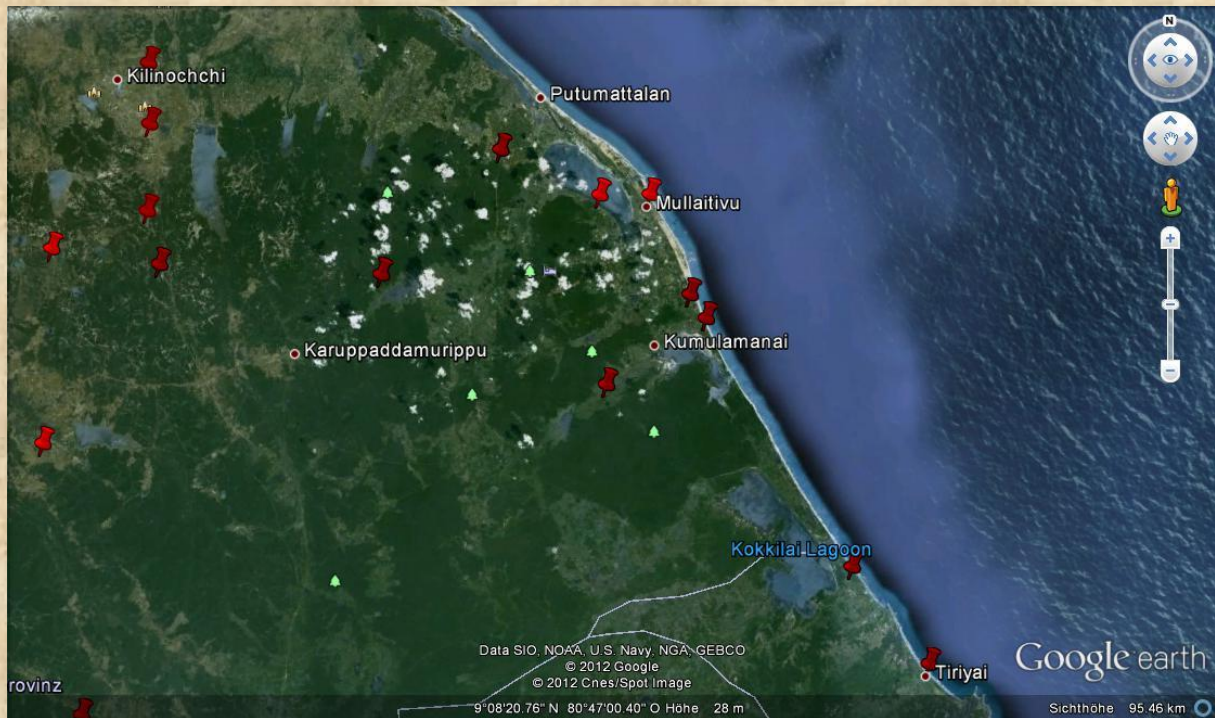 N
Kilinochchi
Putumattalan
Mullaitivu
Karuppaddamurippu
Kumulamanai
Kokkilai Lagoon
Tiriyai
rovinz
Data SIO, NOAA, U.S. Navy, NGA, GEBCO
© 2012 Google
© 2012 Cnes/Spot Image
Google earth
9°08'20.76" N 80°47'00.40" O Höhe 28 m
Sichthöhe 95.46 km